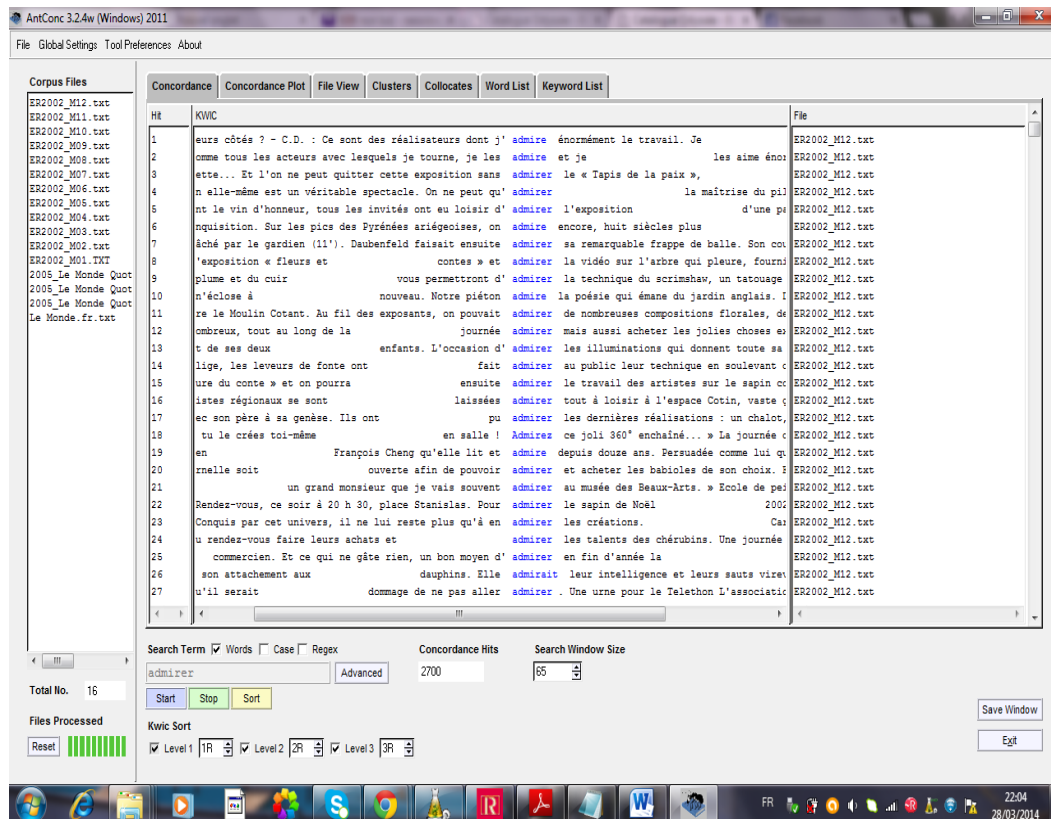 AntConc 3.2.4w (Windows) 2011
File Global Settings Tool Preferences About
Corpus Files
ER2002_M12.txt
ER2002_M11.txt
ER2002_M10.txt
ER2002_M09.txt
ER2002_M08.txt
ER2002_M07.txt
ER2002_M06.txt
ER2002_M05.txt
ER2002_M04.txt
ER2002_M03.txt
ER2002_M02.txt
ER2002_M01.TXT
2005_Le Monde Quot
2005_Le Monde Quot
2005_Le Monde Quot
Le Monde.fr.txt
Total No. 16
Files Processed
Reset
Concordance Concordance Plot File View Clusters Collocates Word List Keyword List
Hit KWIC File
1 eurs côtés ? - C.D. : Ce sont des réalisateurs dont j' admire énormément le travail. Je ER2002_M12.txt
2 omme tous les acteurs avec lesquels je tourne, je les admire et je les aime énor ER2002_M12.txt
3 ette... Et l'on ne peut quitter cette exposition sans admirer le « Tapis de la paix », ER2002_M12.txt
4 n elle-même est un véritable spectacle. On ne peut qu' admirer la maîtrise du pil ER2002_M12.txt
5 nt le vin d'honneur, tous les invités ont eu loisir d' admirer l'exposition d'une pa ER2002_M12.txt
6 nquisition. Sur les pics des Pyrénées ariégeoises, on admire encore, huit siècles plus ER2002_M12.txt
7 âché par le gardien (11'). Daubenfeld faisait ensuite admirer sa remarquable frappe de balle. Son cou ER2002_M12.txt
8 'exposition « fleurs et contes » et admirer la vidéo sur l'arbre qui pleure, fourni ER2002_M12.txt
9 plume et du cuir vous permettront d' admirer la technique du scrimshaw, un tatouage ER2002_M12.txt
10 n'éclose à nouveau. Notre piéton admire la poésie qui émane du jardin anglais. ER2002_M12.txt
11 re le Moulin Cotant. Au fil des exposants, on pouvait admirer de nombreuses compositions florales, de ER2002_M12.txt
12 ombreux, tout au long de la journée admirer mais aussi acheter les jolies choses ex ER2002_M12.txt
13 t de ses deux enfants. L'occasion d' admirer les illuminations qui donnent toute sa ER2002_M12.txt
14 lige, les leveurs de fonte ont fait admirer au public leur technique en soulevant ER2002_M12.txt
15 ure du conte » et on pourra ensuite admirer le travail des artistes sur le sapin co ER2002_M12.txt
16 istes régionaux se sont laissées admirer tout à loisir à l'espace Cotin, vaste ER2002_M12.txt
17 ec son père à sa genèse. Ils ont pu admirer les dernières réalisations : un chalot, ER2002_M12.txt
18 tu le crées toi-même en salle ! Admirez ce joli 360° enchaîné... » La journée ER2002_M12.txt
19 en François Cheng qu'elle lit et admire depuis douze ans. Persuadée comme lui qu ER2002_M12.txt
20 rnelle soit ouverte afin de pouvoir admirer et acheter les babioles de son choix. ER2002_M12.txt
21 un grand monsieur que je vais souvent admirer au musée des Beaux-Arts. » Ecole de pei ER2002_M12.txt
22 Rendez-vous, ce soir à 20 h 30, place Stanislas. Pour admirer le sapin de Noël 2002 ER2002_M12.txt
23 Conquis par cet univers, il ne lui reste plus qu'à en admirer les créations. Car ER2002_M12.txt
24 u rendez-vous faire leurs achats et admirer les talents des chérubins. Une journée ER2002_M12.txt
25 commercien. Et ce qui ne gâte rien, un bon moyen d' admirer en fin d'année la ER2002_M12.txt
26 son attachement aux dauphins. Elle admirait leur intelligence et leurs sauts virev ER2002_M12.txt
27 u'il serait dommage de ne pas aller admirer . Une urne pour le Telethon L'associatio ER2002_M12.txt
Search Term Words Case Regex Concordance Hits Search Window Size
admirer Advanced 2700 65
Start Stop Sort
Kwic Sort
Level 1 1R Level 2 2R Level 3 3R
Save Window
Exit
FR 22:04
28/03/2014